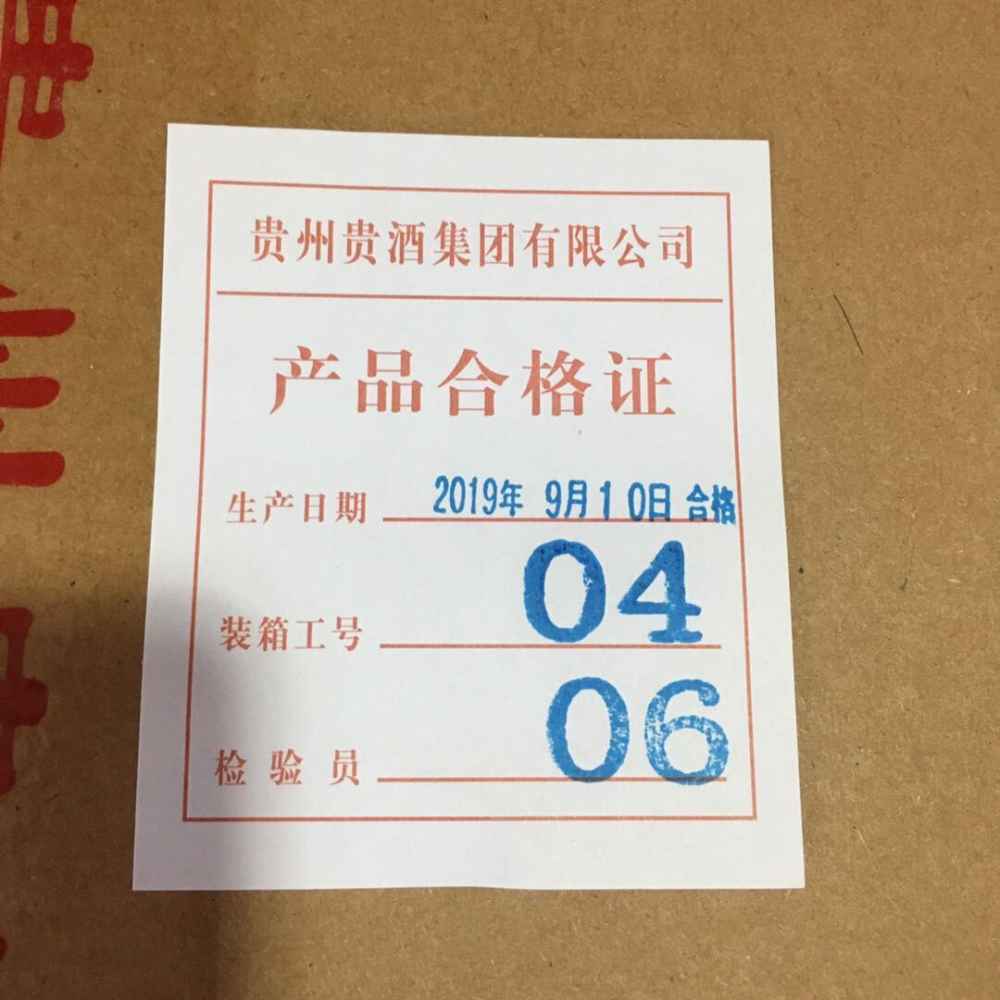 贵州贵酒集团有限公司
产品合格证
生产日期 2019年 9月10日 合格
装箱工号 04
检验员 06